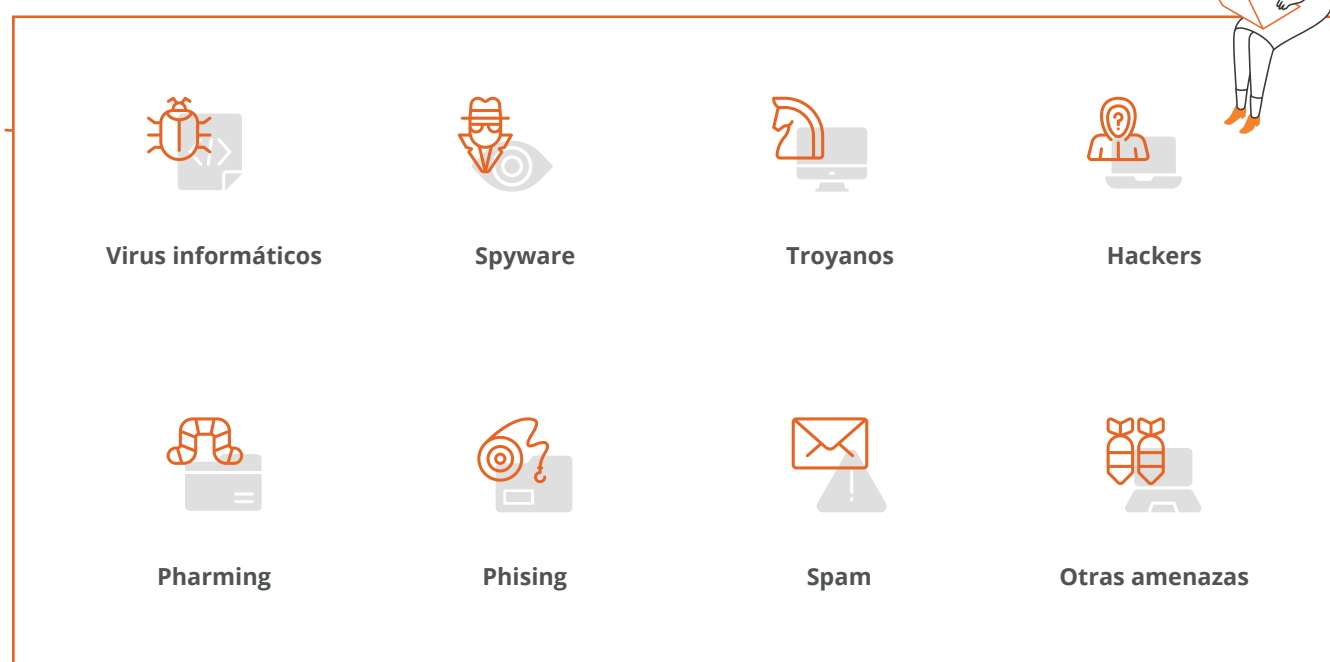 Virus informáticos
Spyware
Troyanos
Hackers
Pharming
Phising
Spam
Otras amenazas